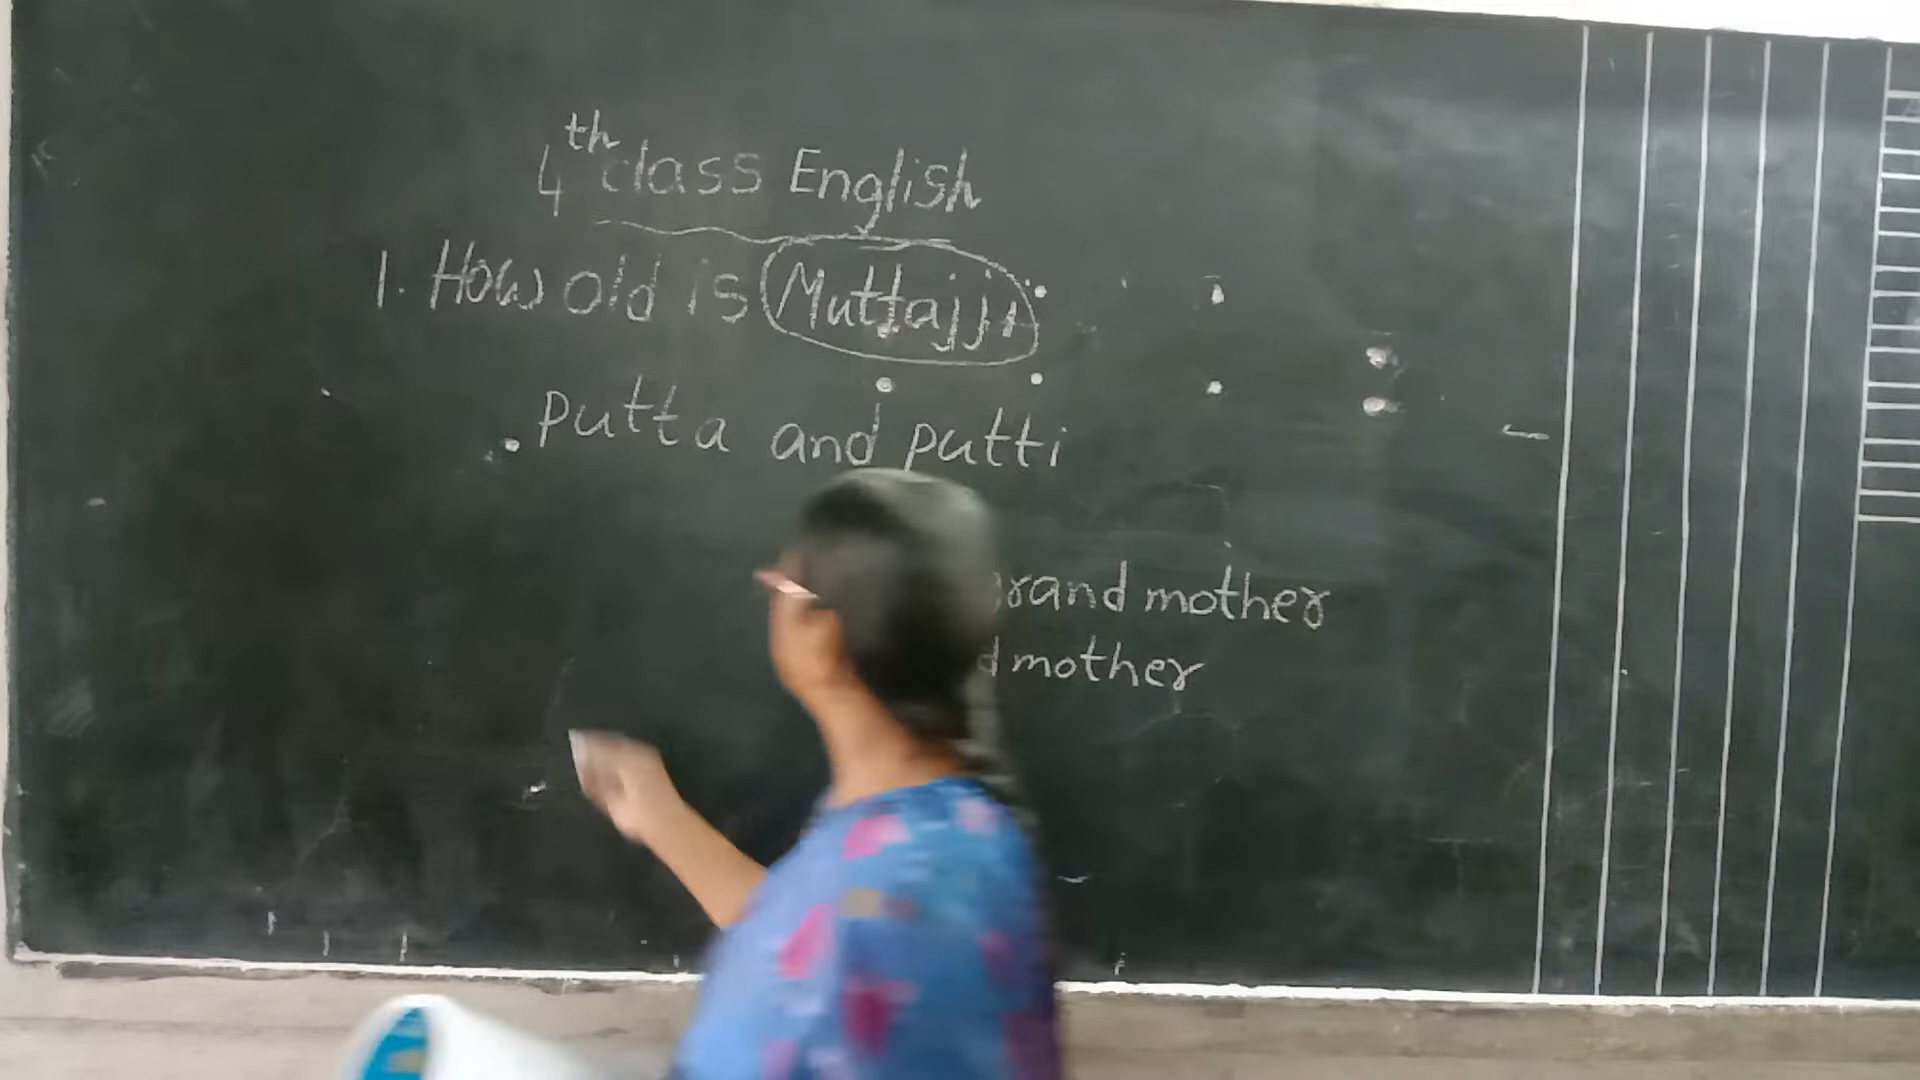 4th class English
1. How old is Muttajji
putta and putti
grand mother
mother